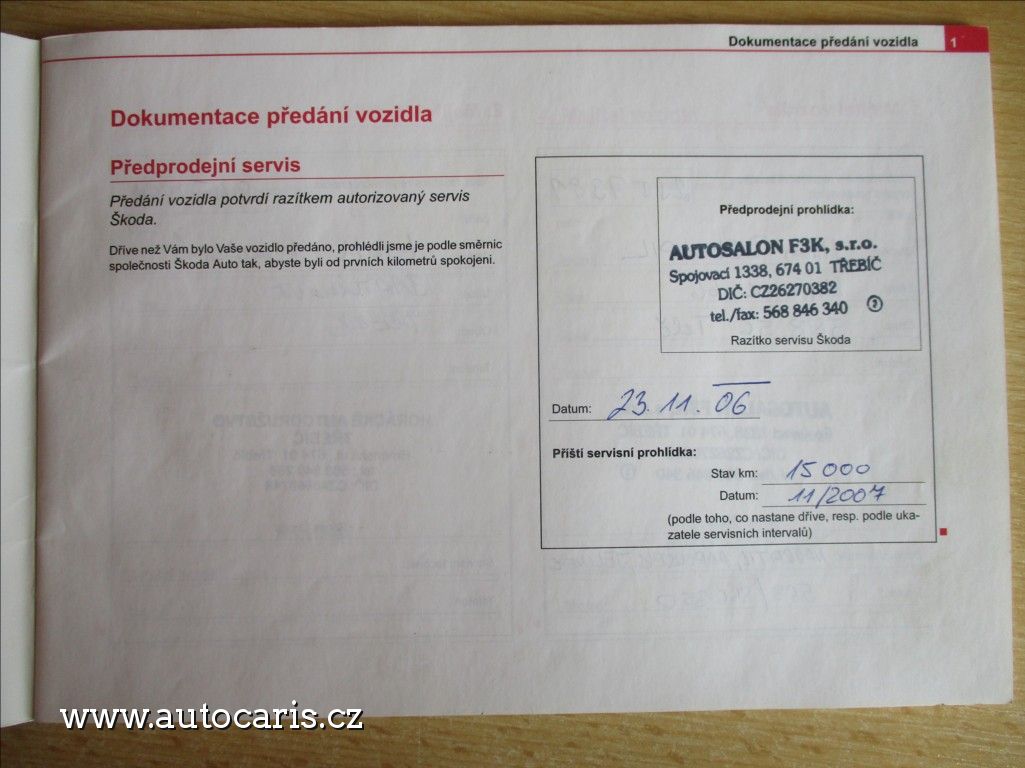 Dokumentace předání vozidla 1
Dokumentace předání vozidla
Předprodejní servis
Předání vozidla potvrdí razítkem autorizovaný servis
Škoda.
Dříve než Vám bylo Vaše vozidlo předáno, prohlédli jsme je podle směrnic
společnosti Škoda Auto tak, abyste byli od prvních kilometrů spokojeni.
Předprodejní prohlídka:
AUTOSALON F3K, s.r.o.
Spojovací 1338, 674 01 TŘEBÍČ
DIČ: CZ26270382
tel./fax: 568 846 340 2
Razítko servisu Škoda
Datum: 23. 11. 06
Příští servisní prohlídka:
Stav km: 15 000
Datum: 11/2007
(podle toho, co nastane dříve, resp. podle uka-
zatele servisních intervalů)
www.autocaris.cz